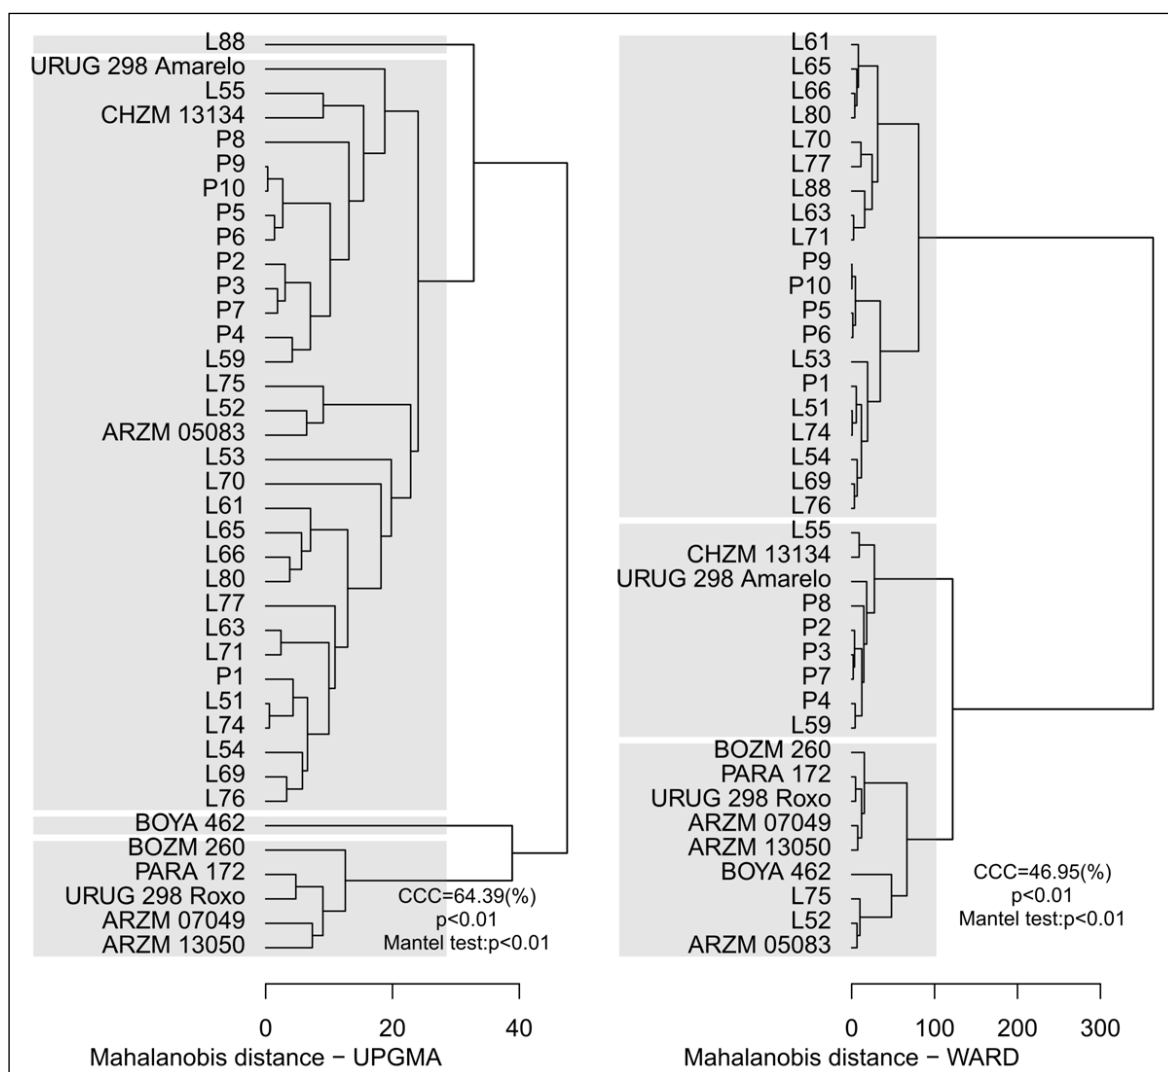 L88
URUG 298 Amarelo
L55
CHZM 13134
P8
P9
P10
P5
P6
P2
P3
P7
P4
L59
L75
L52
ARZM 05083
L53
L70
L61
L65
L66
L80
L77
L63
L71
P1
L51
L74
L54
L69
L76
BOYA 462
BOZM 260
PARA 172
URUG 298 Roxo
ARZM 07049
ARZM 13050
CCC=64.39(%)
p<0.01
Mantel test:p<0.01
0 20 40
Mahalanobis distance − UPGMA
L61
L65
L66
L80
L70
L77
L88
L63
L71
P9
P10
P5
P6
L53
P1
L51
L74
L54
L69
L76
L55
CHZM 13134
URUG 298 Amarelo
P8
P2
P3
P7
P4
L59
BOZM 260
PARA 172
URUG 298 Roxo
ARZM 07049
ARZM 13050
BOYA 462
L75
L52
ARZM 05083
CCC=46.95(%)
p<0.01
Mantel test:p<0.01
0 100 200 300
Mahalanobis distance − WARD